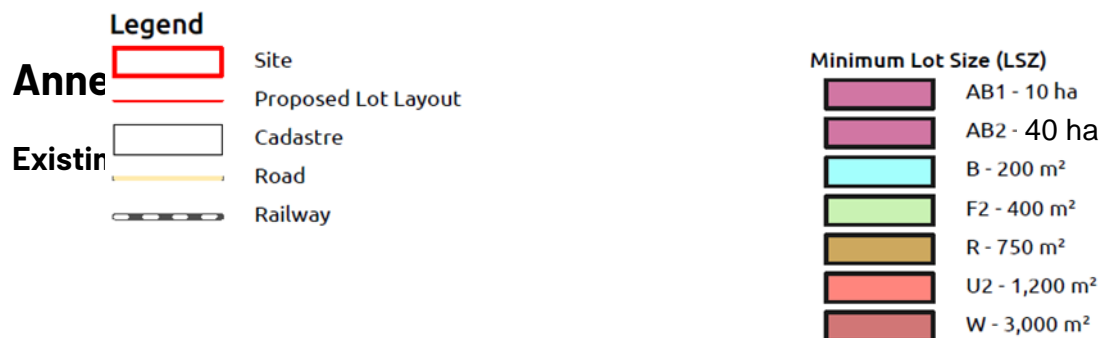 Legend
Site
Anne
Proposed Lot Layout
Cadastre
Existin
Road
Railway
Minimum Lot Size (LSZ)
AB1 - 10 ha
AB2 - 40 ha
B - 200 m²
F2 - 400 m²
R - 750 m²
U2 - 1,200 m²
W - 3,000 m²